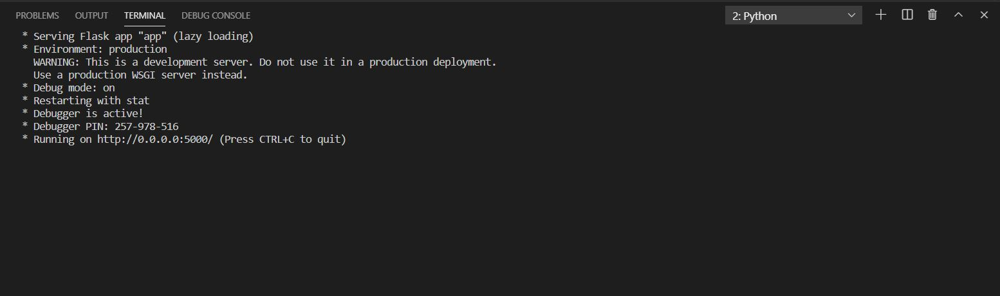 PROBLEMS OUTPUT TERMINAL DEBUG CONSOLE 2: Python
* Serving Flask app "app" (lazy loading)
* Environment: production
WARNING: This is a development server. Do not use it in a production deployment.
Use a production WSGI server instead.
* Debug mode: on
* Restarting with stat
* Debugger is active!
* Debugger PIN: 257-978-516
* Running on http://0.0.0.0:5000/ (Press CTRL+C to quit)